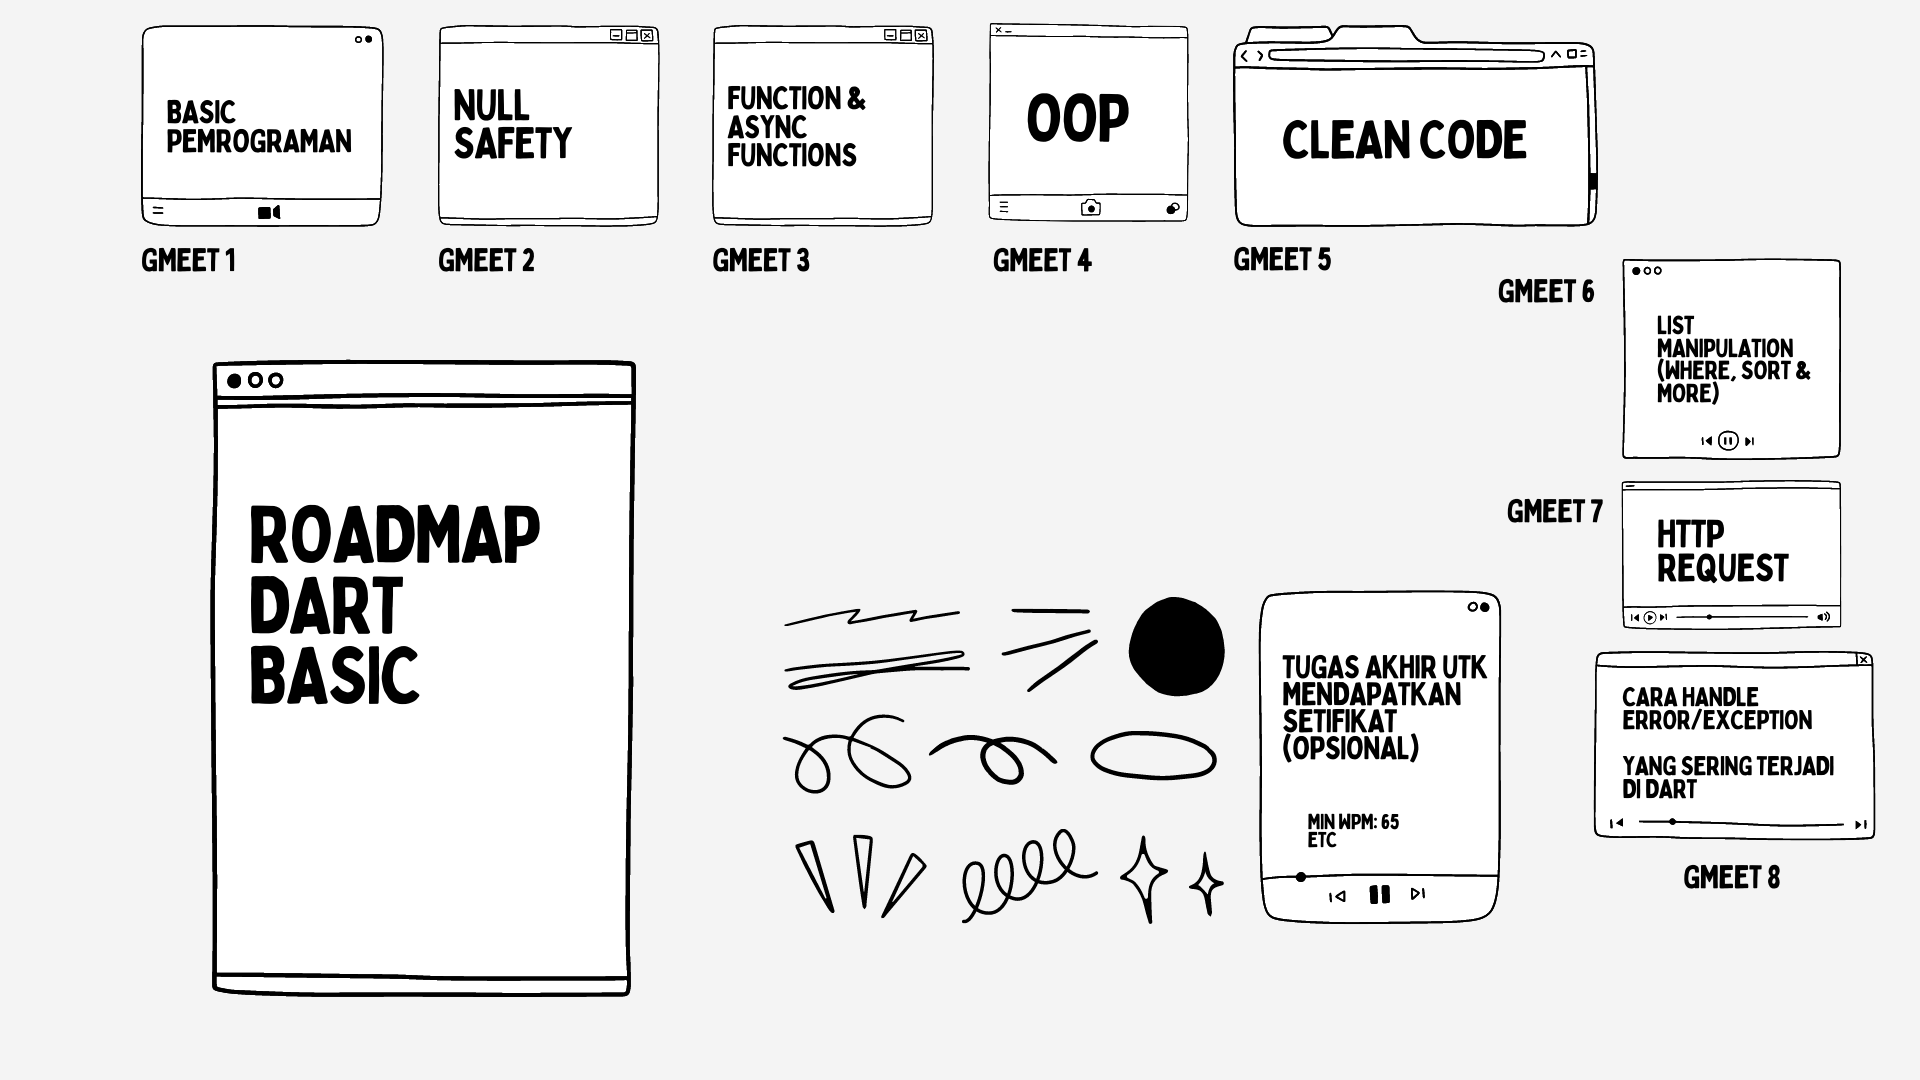 BASIC
PEMROGRAMAN
GMEET 1
NULL
SAFETY
GMEET 2
FUNCTION &
ASYNC
FUNCTIONS
GMEET 3
OOP
GMEET 4
CLEAN CODE
GMEET 5
GMEET 6
LIST
MANIPULATION
(WHERE, SORT &
MORE)
GMEET 7
HTTP
REQUEST
CARA HANDLE
ERROR/EXCEPTION
YANG SERING TERJADI
DI DART
GMEET 8
TUGAS AKHIR UTK
MENDAPATKAN
SETIFIKAT
(OPSIONAL)
MIN WPM: 65
ETC
ROADMAP
DART
BASIC